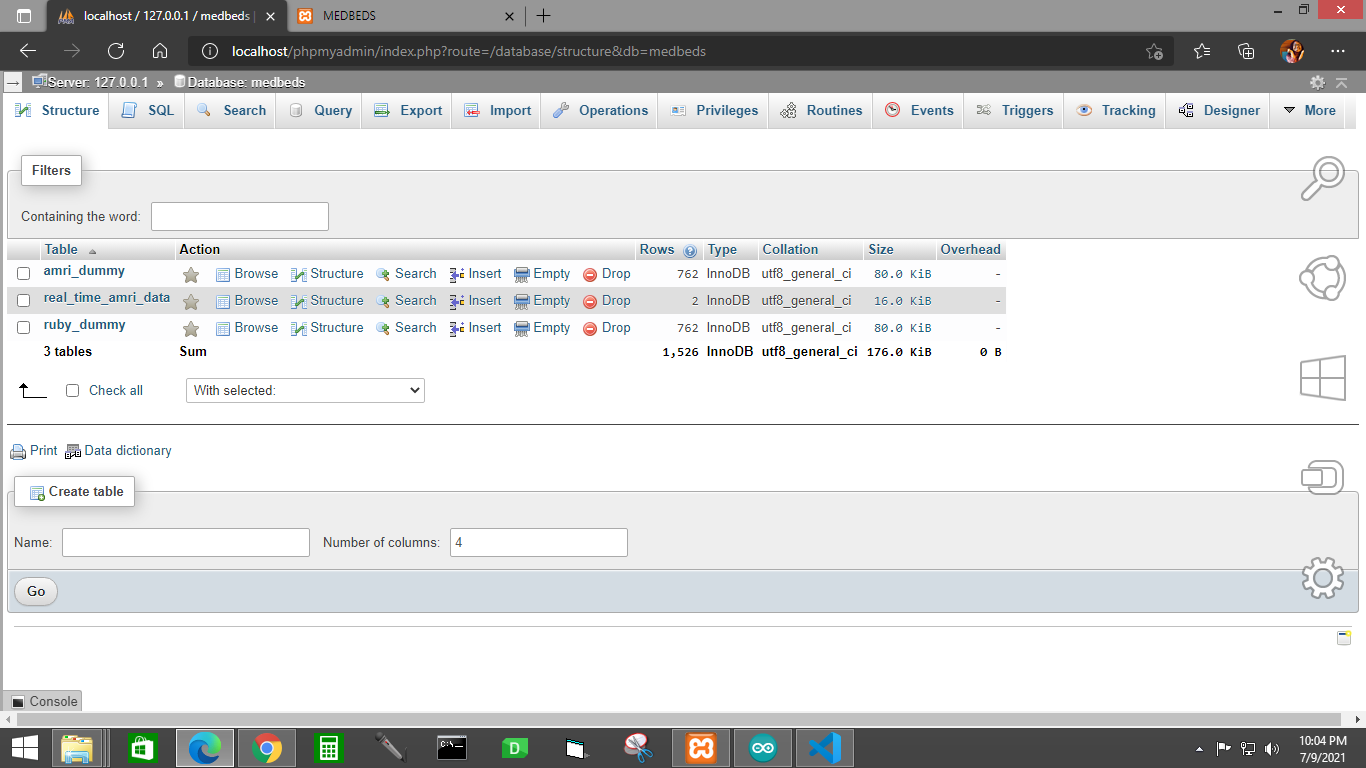 localhost / 127.0.0.1 / medbeds |
MEDBEDS
localhost/phpmyadmin/index.php?route=/database/structure&db=medbeds
Server: 127.0.0.1 » Database: medbeds
Structure SQL Search Query Export Import Operations Privileges Routines Events Triggers Tracking Designer More
Filters
Containing the word:
Table Action Rows Type Collation Size Overhead
amri_dummy Browse Structure Search Insert Empty Drop 762 InnoDB utf8_general_ci 80.0 KiB -
real_time_amri_data Browse Structure Search Insert Empty Drop 2 InnoDB utf8_general_ci 16.0 KiB -
ruby_dummy Browse Structure Search Insert Empty Drop 762 InnoDB utf8_general_ci 80.0 KiB -
3 tables Sum 1,526 InnoDB utf8_general_ci 176.0 KiB 0 B
Check all With selected:
Print Data dictionary
Create table
Name: Number of columns: 4
Go
Console
10:04 PM
7/9/2021